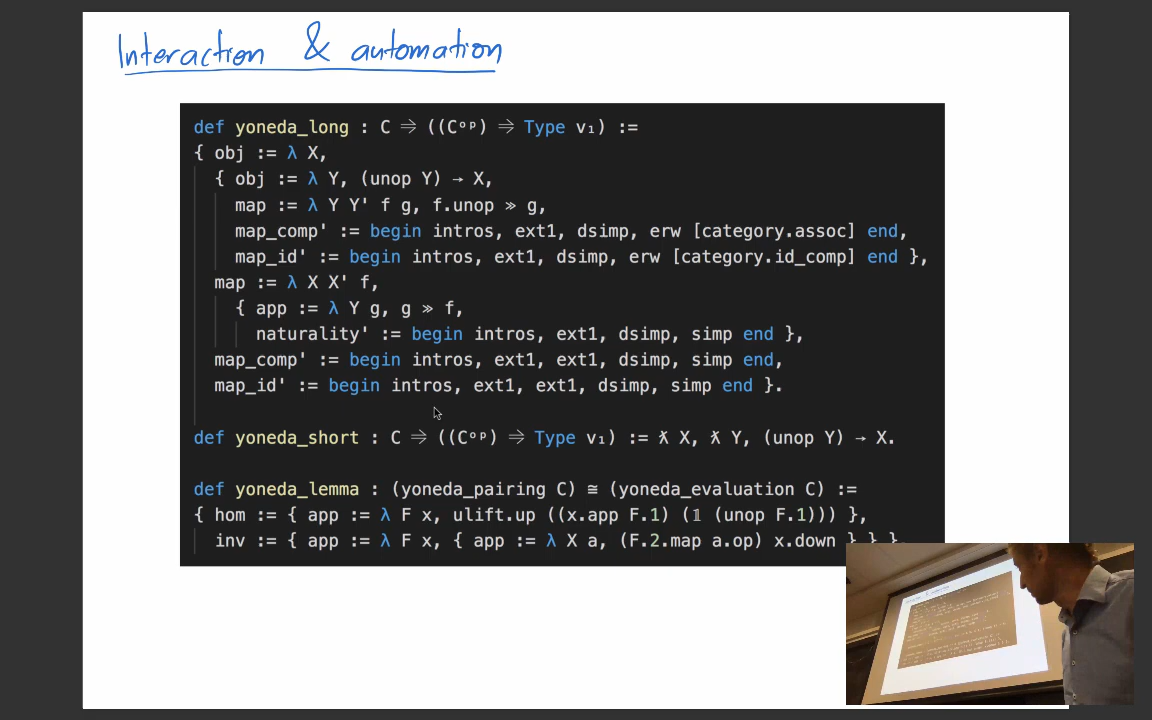 Interaction & automation
def yoneda_long : C ⥤ ((Cᵒᵖ) ⥤ Type v₁) :=
{ obj := λ X,
{ obj := λ Y, (unop Y) ⟶ X,
map := λ Y Y' f g, f.unop ≫ g,
map_comp' := begin intros, ext1, dsimp, erw [category.assoc] end,
map_id' := begin intros, ext1, dsimp, erw [category.id_comp] end },
map := λ X X' f,
{ app := λ Y g, g ≫ f,
naturality' := begin intros, ext1, dsimp, simp end },
map_comp' := begin intros, ext1, ext1, dsimp, simp end,
map_id' := begin intros, ext1, ext1, dsimp, simp end }.
def yoneda_short : C ⥤ ((Cᵒᵖ) ⥤ Type v₁) := ƛ X, ƛ Y, (unop Y) ⟶ X.
def yoneda_lemma : (yoneda_pairing C) ≅ (yoneda_evaluation C) :=
{ hom := { app := λ F x, ulift.up ((x.app F.1) (𝟙 (unop F.1))) },
inv := { app := λ F x, { app := λ X a, (F.2.map a.op) x.down } } }.